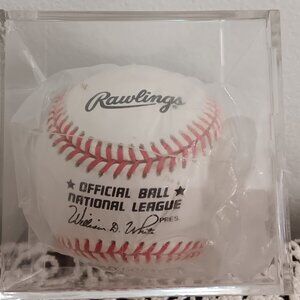 Rawlings
★ OFFICIAL BALL ★
NATIONAL LEAGUE
William D. White PRES.